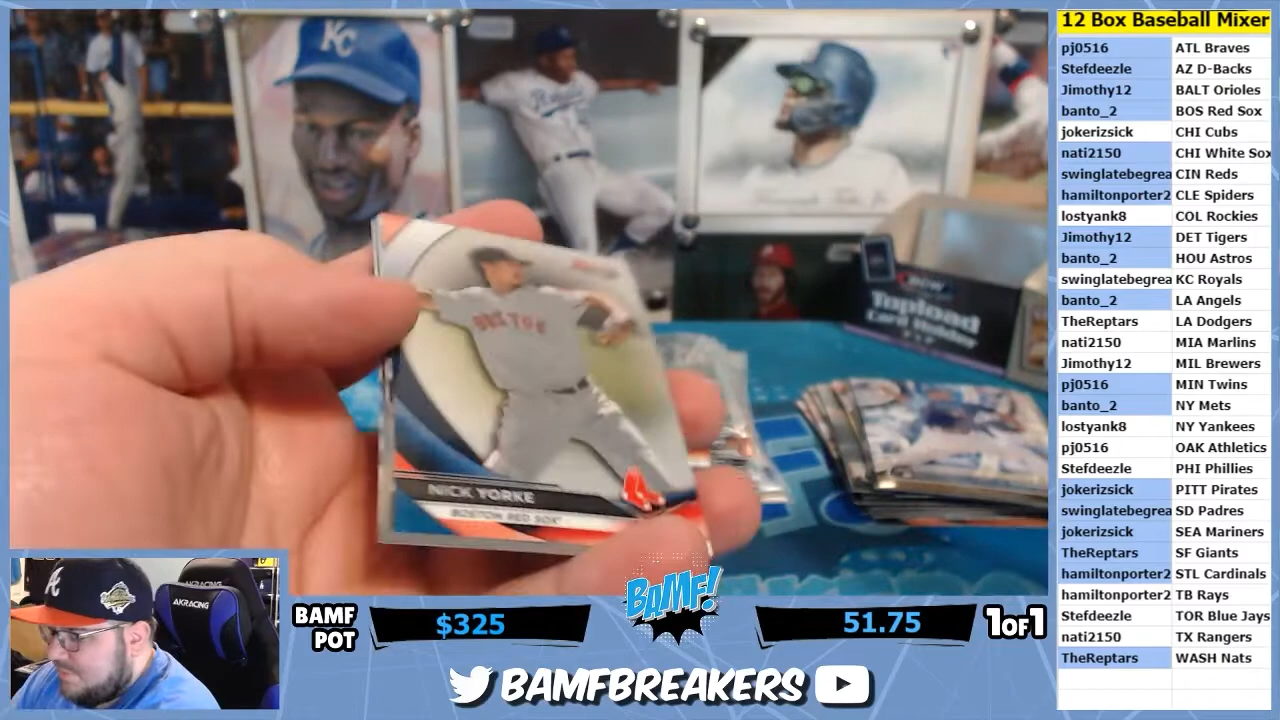 12 Box Baseball Mixer
pj0516 ATL Braves
Stefdeezle AZ D-Backs
Jimothy12 BALT Orioles
banto_2 BOS Red Sox
jokerizsick CHI Cubs
nati2150 CHI White Sox
swinglatebegrea CIN Reds
hamiltonporter2 CLE Spiders
lostyank8 COL Rockies
Jimothy12 DET Tigers
banto_2 HOU Astros
swinglatebegrea KC Royals
banto_2 LA Angels
TheReptars LA Dodgers
nati2150 MIA Marlins
Jimothy12 MIL Brewers
pj0516 MIN Twins
banto_2 NY Mets
lostyank8 NY Yankees
pj0516 OAK Athletics
Stefdeezle PHI Phillies
jokerizsick PITT Pirates
swinglatebegrea SD Padres
jokerizsick SEA Mariners
TheReptars SF Giants
hamiltonporter2 STL Cardinals
hamiltonporter2 TB Rays
Stefdeezle TOR Blue Jays
nati2150 TX Rangers
TheReptars WASH Nats
KC
Topload
Card Holder
BOSTON
NICK YORKE
BOSTON RED SOX
A
AKRACING
AKRACING
BAMF
POT
$325
BAMF!
51.75
1OF1
BAMFBREAKERS